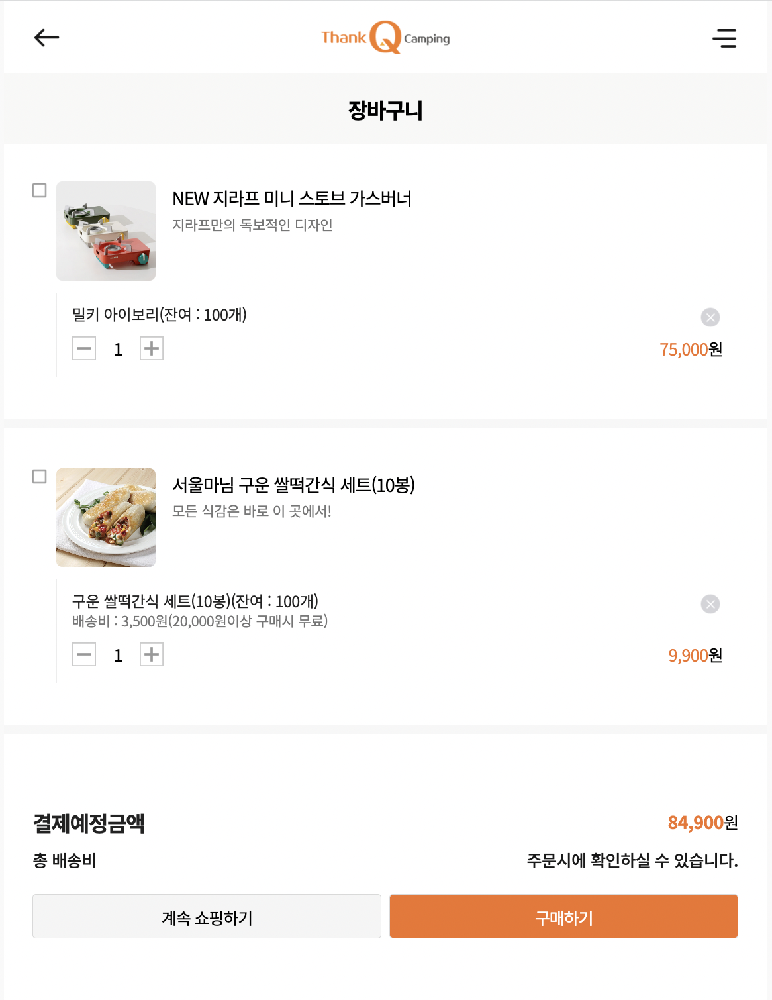 Thank Q Camping
장바구니
NEW 지라프 미니 스토브 가스버너
지라프만의 독보적인 디자인
밀키 아이보리(잔여 : 100개)
1
75,000원
서울마님 구운 쌀떡간식 세트(10봉)
모든 식감은 바로 이 곳에서!
구운 쌀떡간식 세트(10봉)(잔여 : 100개)
배송비 : 3,500원(20,000원이상 구매시 무료)
1
9,900원
결제예정금액
84,900원
총 배송비
주문시에 확인하실 수 있습니다.
계속 쇼핑하기
구매하기